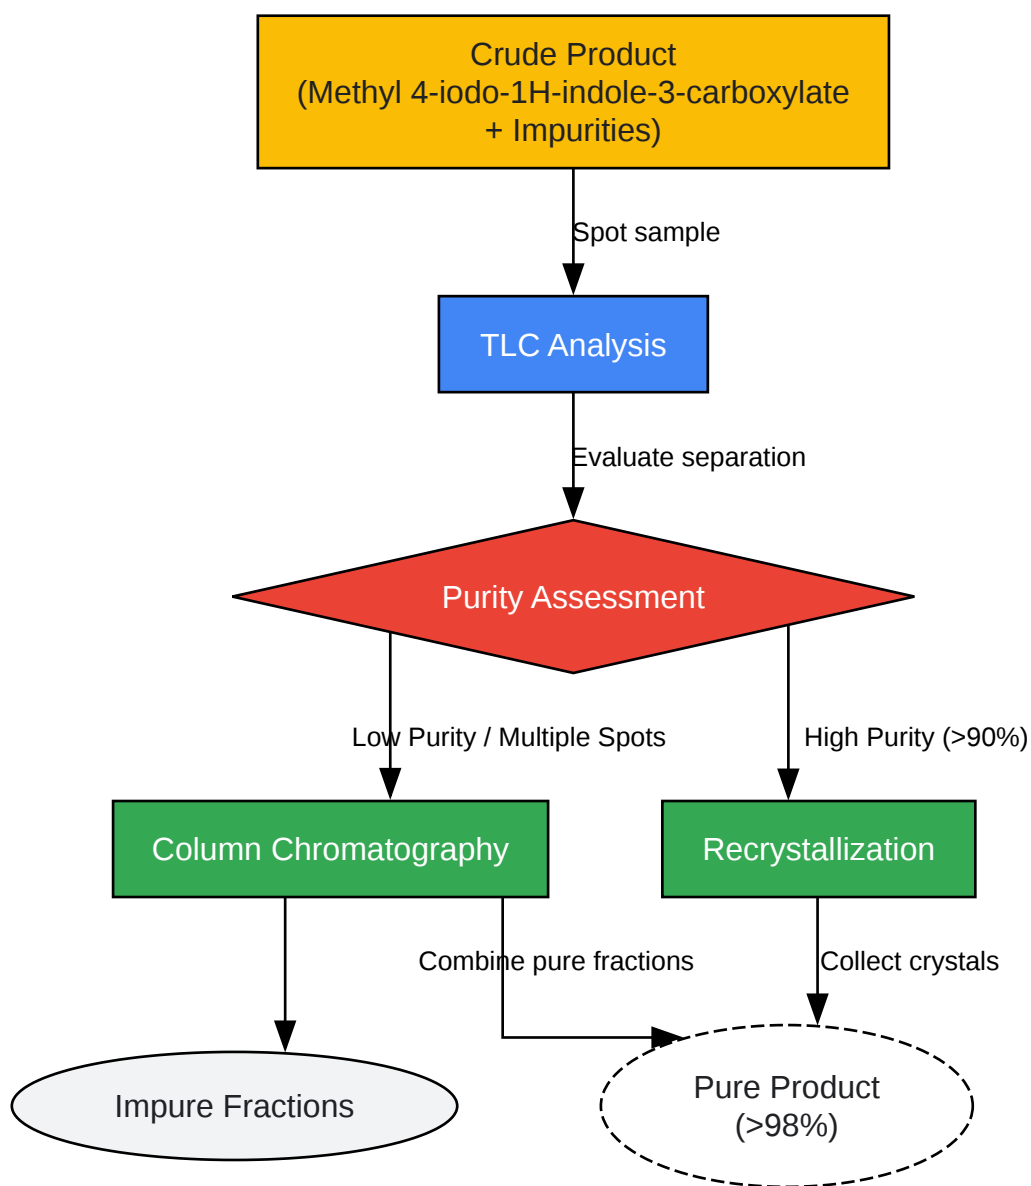 Crude Product
(Methyl 4-iodo-1H-indole-3-carboxylate
+ Impurities)
Spot sample
TLC Analysis
Evaluate separation
Purity Assessment
Low Purity / Multiple Spots
High Purity (>90%)
Column Chromatography
Recrystallization
Combine pure fractions
Collect crystals
Impure Fractions
Pure Product
(>98%)